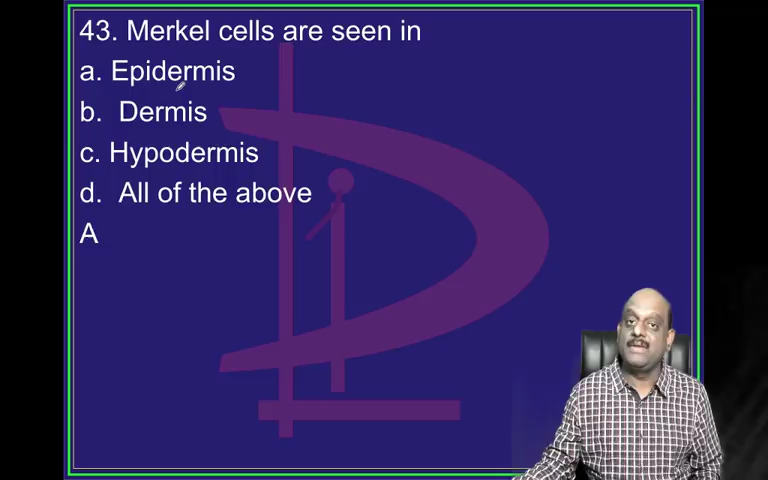 43. Merkel cells are seen in
a. Epidermis
b. Dermis
c. Hypodermis
d. All of the above
A